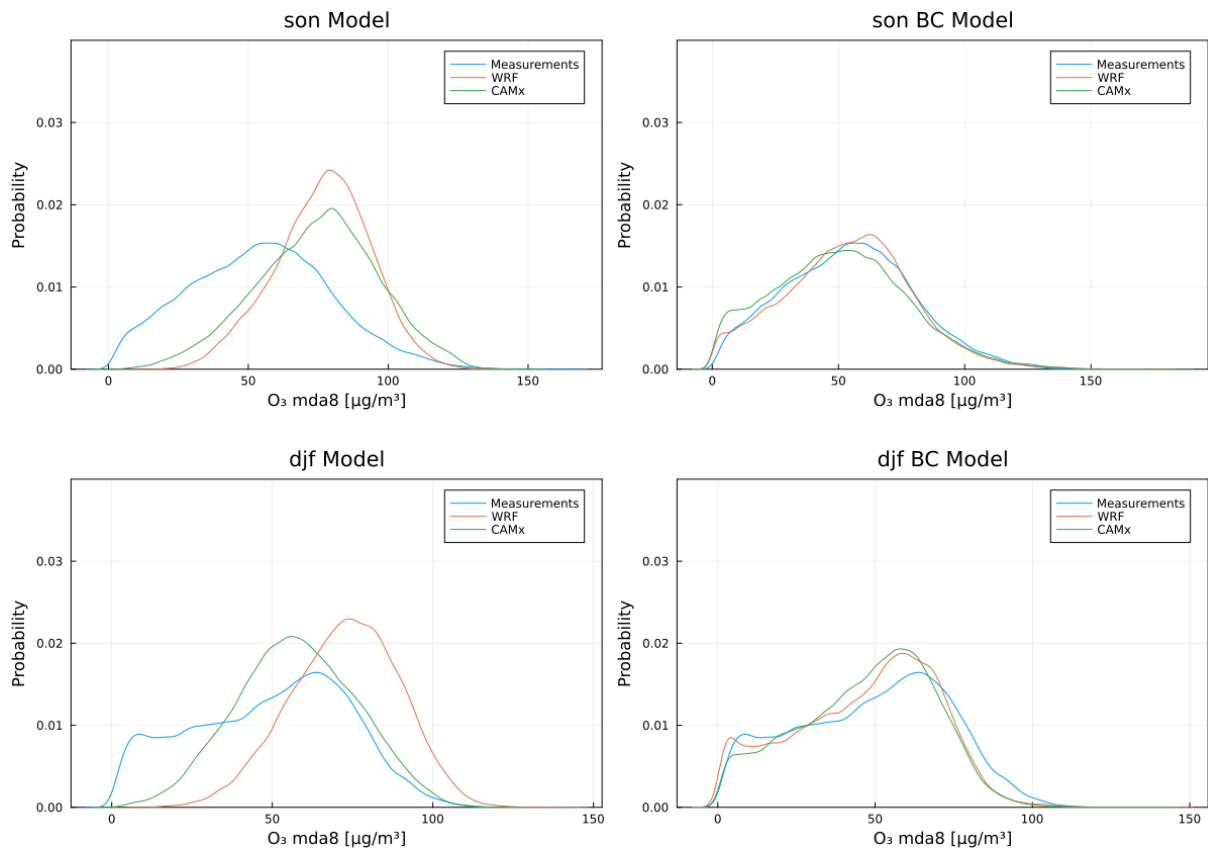 son Model
Probability
0.03
0.02
0.01
0.00
0
50
100
150
O₃ mda8 [μg/m³]
Measurements
WRF
CAMx
son BC Model
Probability
0.03
0.02
0.01
0.00
0
50
100
150
O₃ mda8 [μg/m³]
Measurements
WRF
CAMx
djf Model
Probability
0.03
0.02
0.01
0.00
0
50
100
150
O₃ mda8 [μg/m³]
Measurements
WRF
CAMx
djf BC Model
Probability
0.03
0.02
0.01
0.00
0
50
100
150
O₃ mda8 [μg/m³]
Measurements
WRF
CAMx